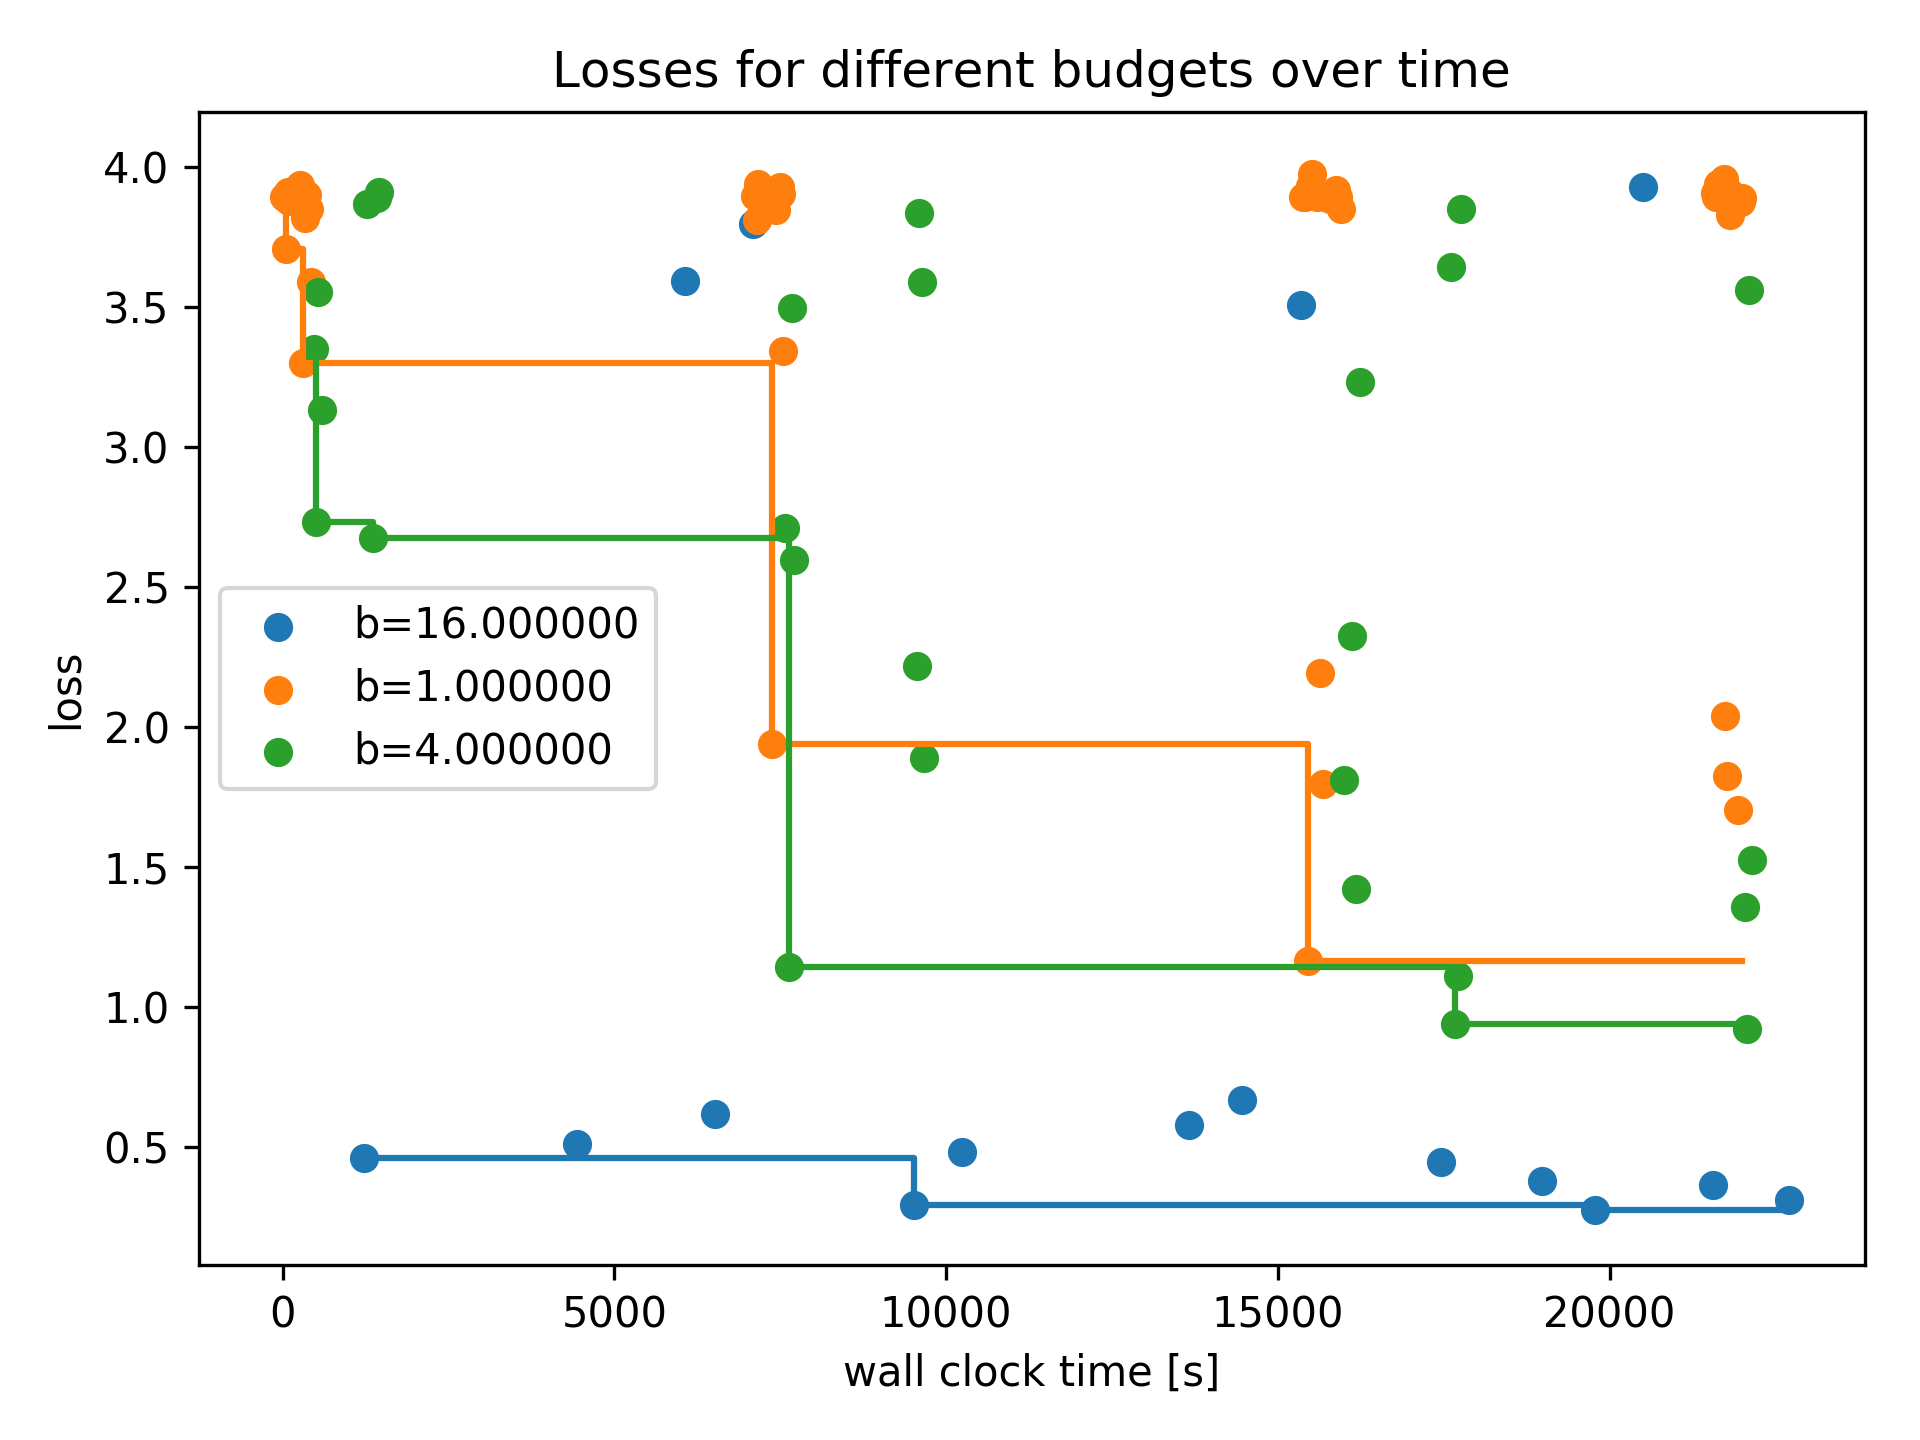 Losses for different budgets over time
4.0
3.5
3.0
2.5
2.0
1.5
1.0
0.5
loss
b=16.000000
b=1.000000
b=4.000000
0 5000 10000 15000 20000
wall clock time [s]